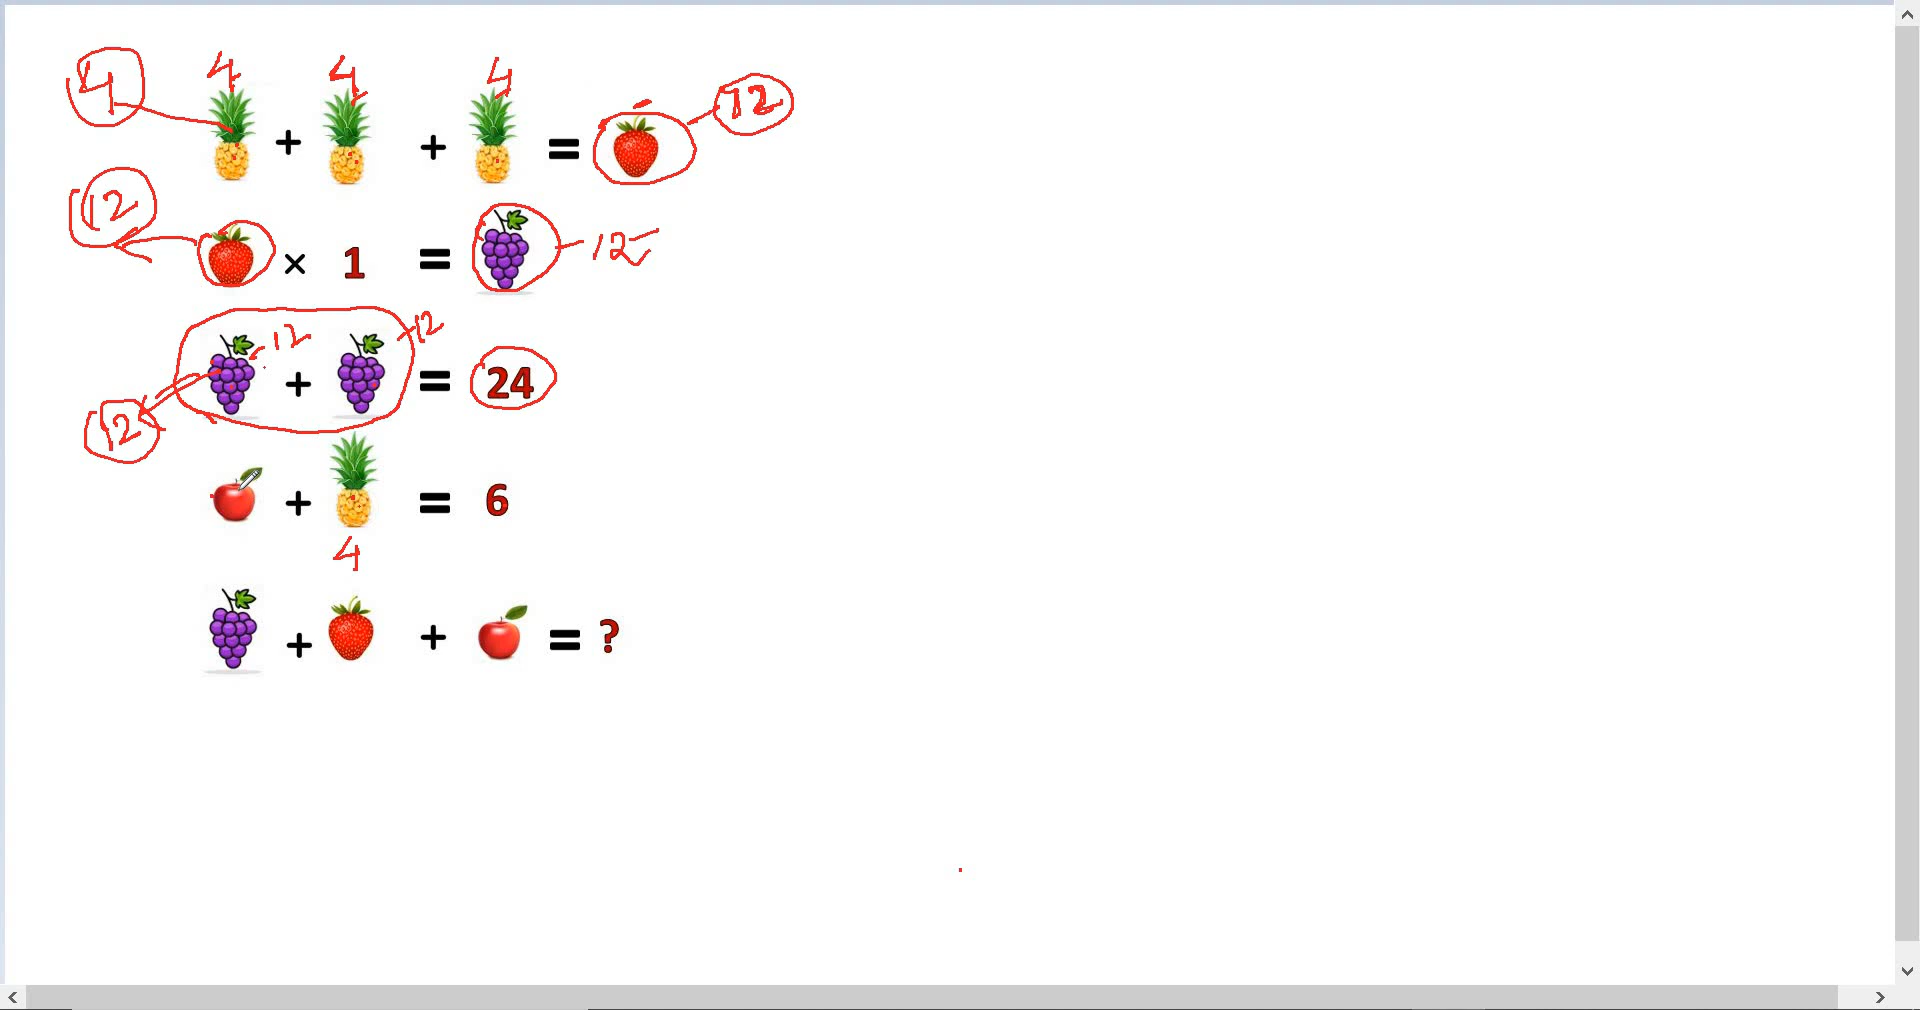 4 4 4 4 12
+ + =
12
× 1 = 12
12 12
+ = 24
12
+ = 6
4
+ + = ?